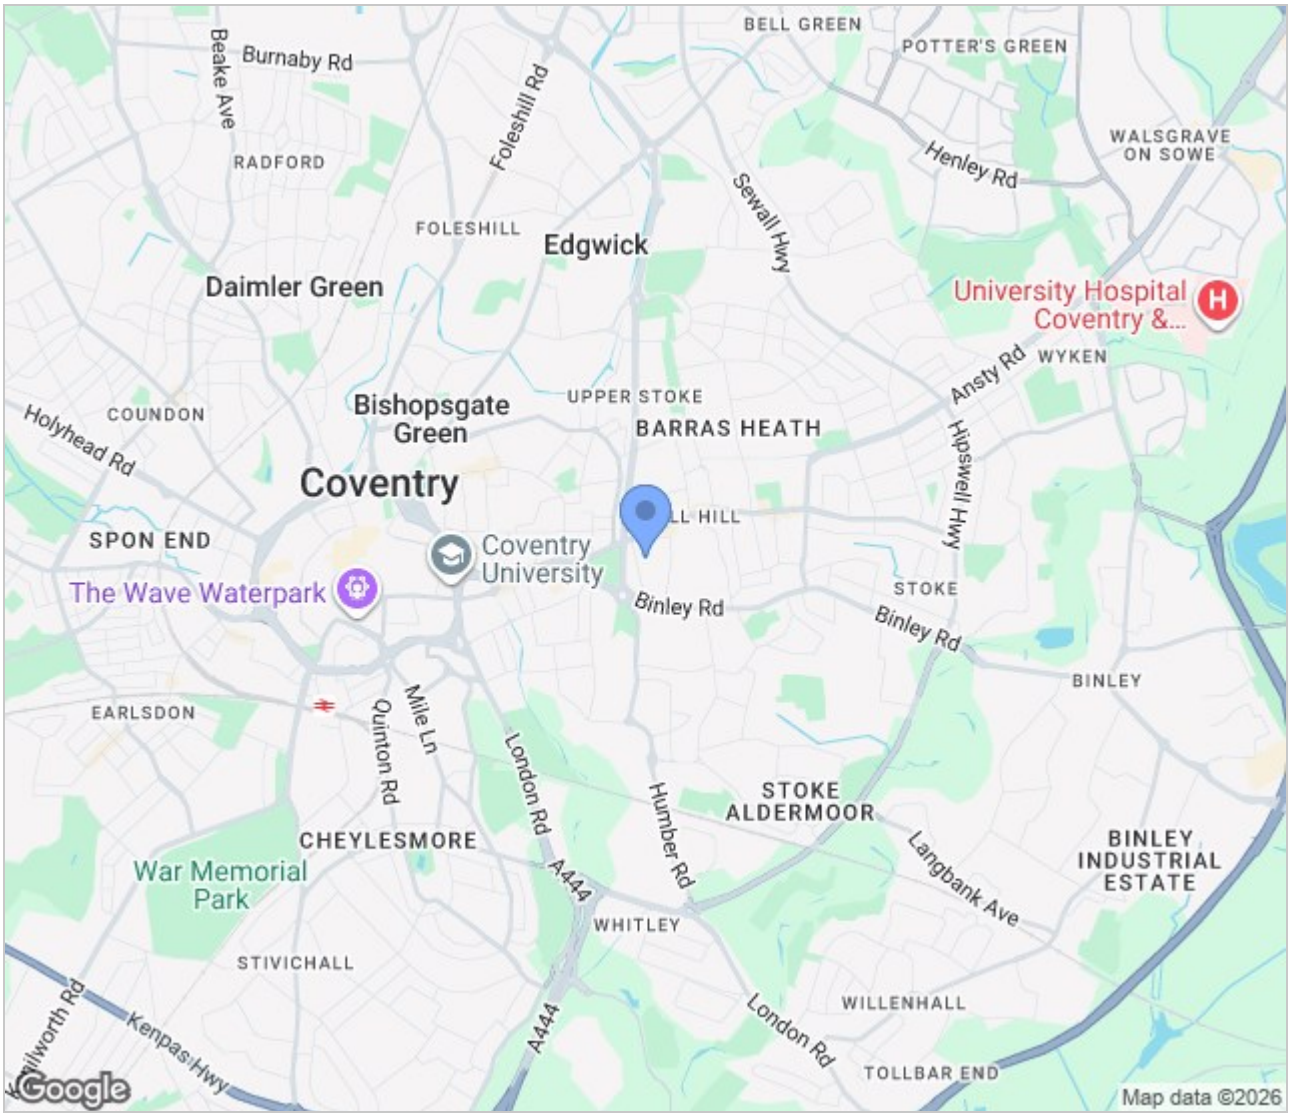 BELL GREEN
POTTER'S GREEN
Burnaby Rd
Beake Ave
Foleshill Rd
WALSGRAVE
ON SOWE
Henley Rd
RADFORD
Sewall Hwy
FOLESHILL
Edgwick
Daimler Green
University Hospital
Coventry &...
H
WYKEN
Ansty Rd
UPPER STOKE
Bishopsgate
Green
COUNDON
BARRAS HEATH
Holyhead Rd
Hipswell Hwy
Coventry
LL HILL
SPON END
Coventry
University
The Wave Waterpark
STOKE
Binley Rd
Binley Rd
BINLEY
EARLSDON
Mile Ln
Quinton Rd
London Rd
STOKE
ALDERMOOR
Humber Rd
CHEYLESMORE
Langbank Ave
BINLEY
INDUSTRIAL
ESTATE
War Memorial
Park
A444
WHITLEY
STIVICHALL
WILLENHALL
London Rd
A444
Kenpas Hwy
TOLLBAR END
Google
Map data ©2026